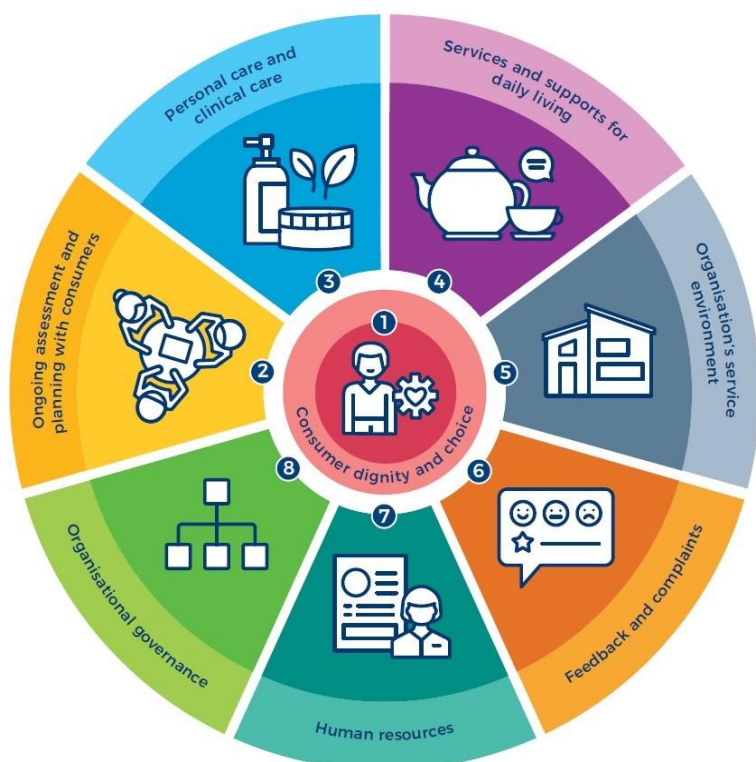 1
Consumer dignity and choice
2
Ongoing assessment and
planning with consumers
3
Personal care and
clinical care
4
Services and supports for
daily living
5
Organisation's service
environment
6
Feedback and complaints
7
Human resources
8
Organisational governance